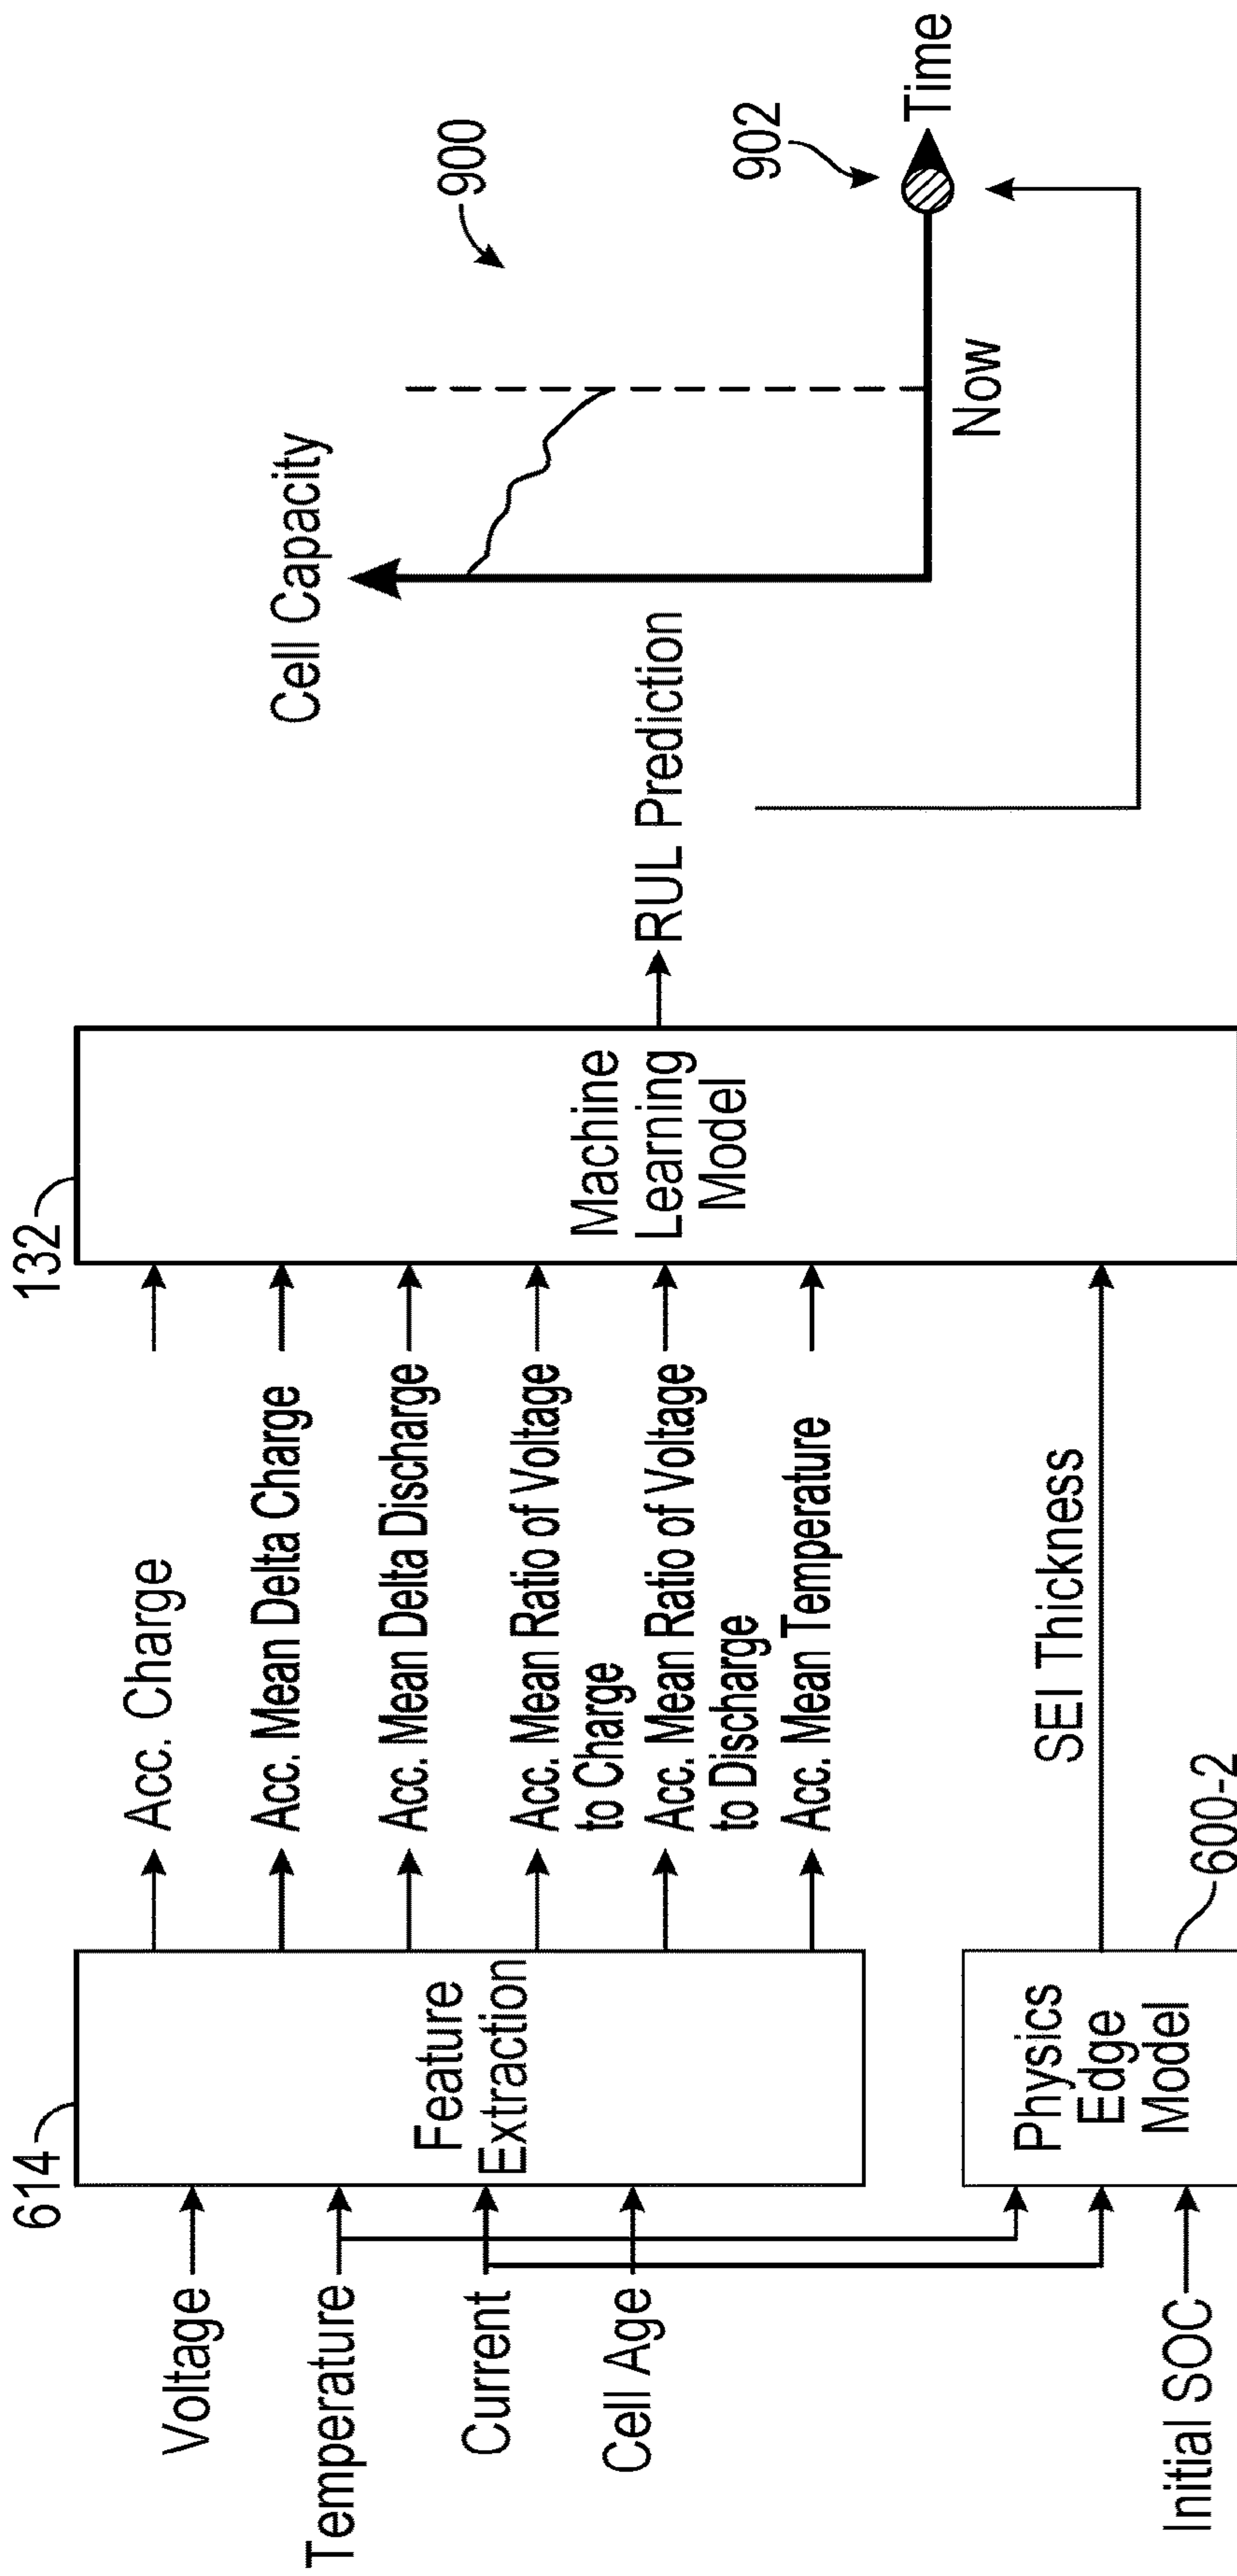 614
Voltage
Temperature
Current
Cell Age
Initial SOC
Feature
Extraction
Physics
Edge
Model
600-2
Acc. Charge
Acc. Mean Delta Charge
Acc. Mean Delta Discharge
Acc. Mean Ratio of Voltage
to Charge
Acc. Mean Ratio of Voltage
to Discharge
Acc. Mean Temperature
SEI Thickness
132
Machine
Learning
Model
RUL Prediction
Cell Capacity
900
902
Now
Time